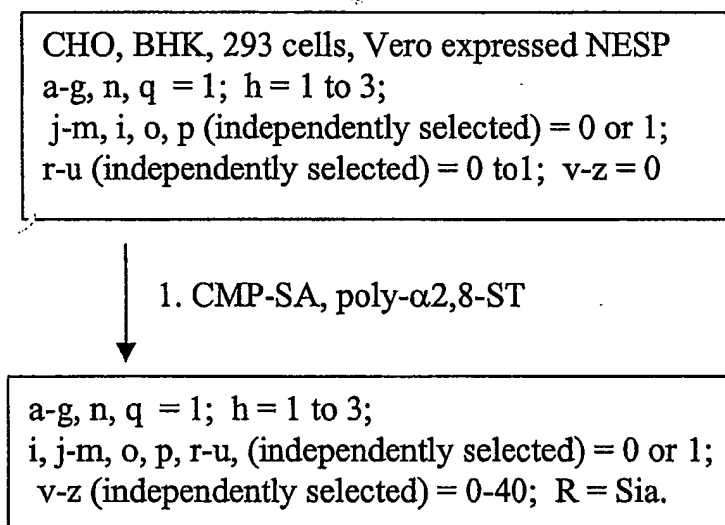 CHO, BHK, 293 cells, Vero expressed NESP
a-g, n, q = 1; h = 1 to 3;
j-m, i, o, p (independently selected) = 0 or 1;
r-u (independently selected) = 0 to1; v-z = 0
1. CMP-SA, poly-α2,8-ST
a-g, n, q = 1; h = 1 to 3;
i, j-m, o, p, r-u, (independently selected) = 0 or 1;
v-z (independently selected) = 0-40; R = Sia.